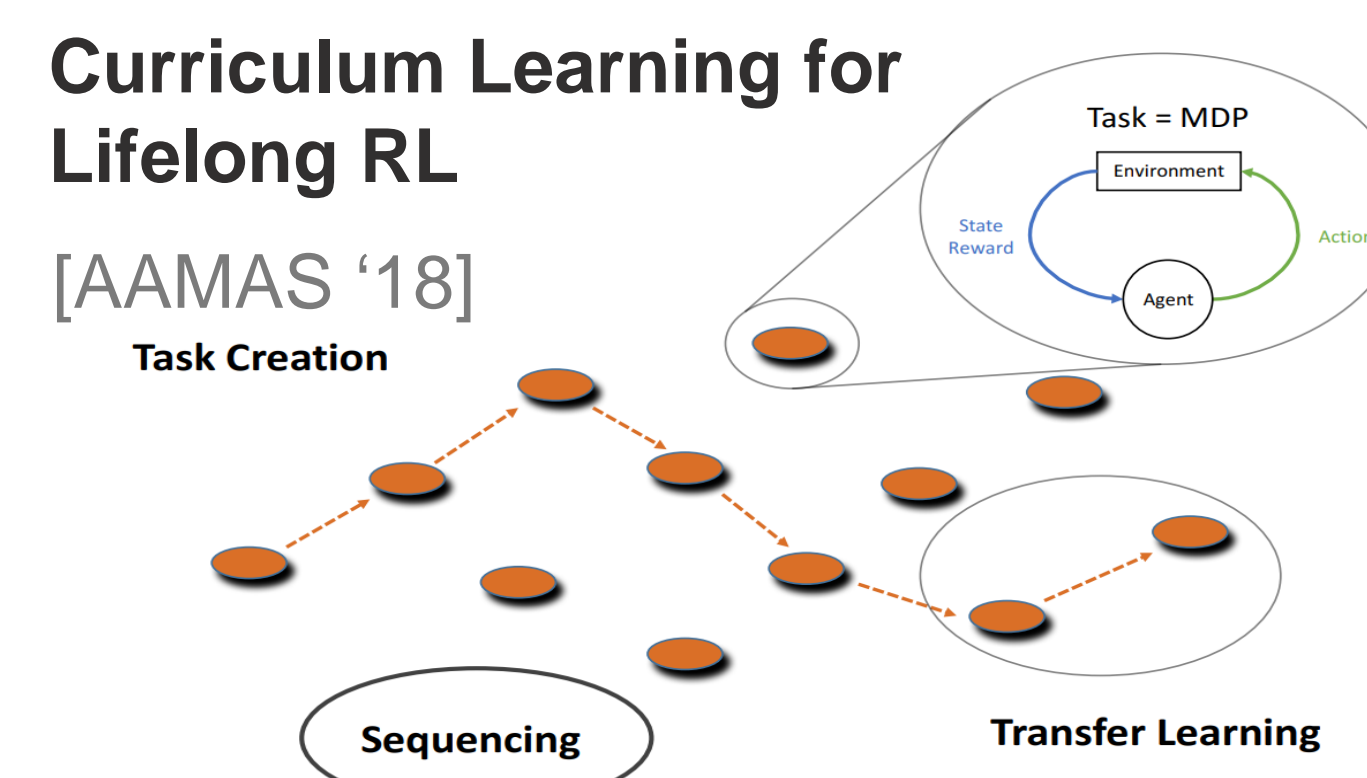 Curriculum Learning for
Lifelong RL
[AAMAS ‘18]
Task = MDP
Environment
State
Reward
Action
Agent
Task Creation
Sequencing
Transfer Learning